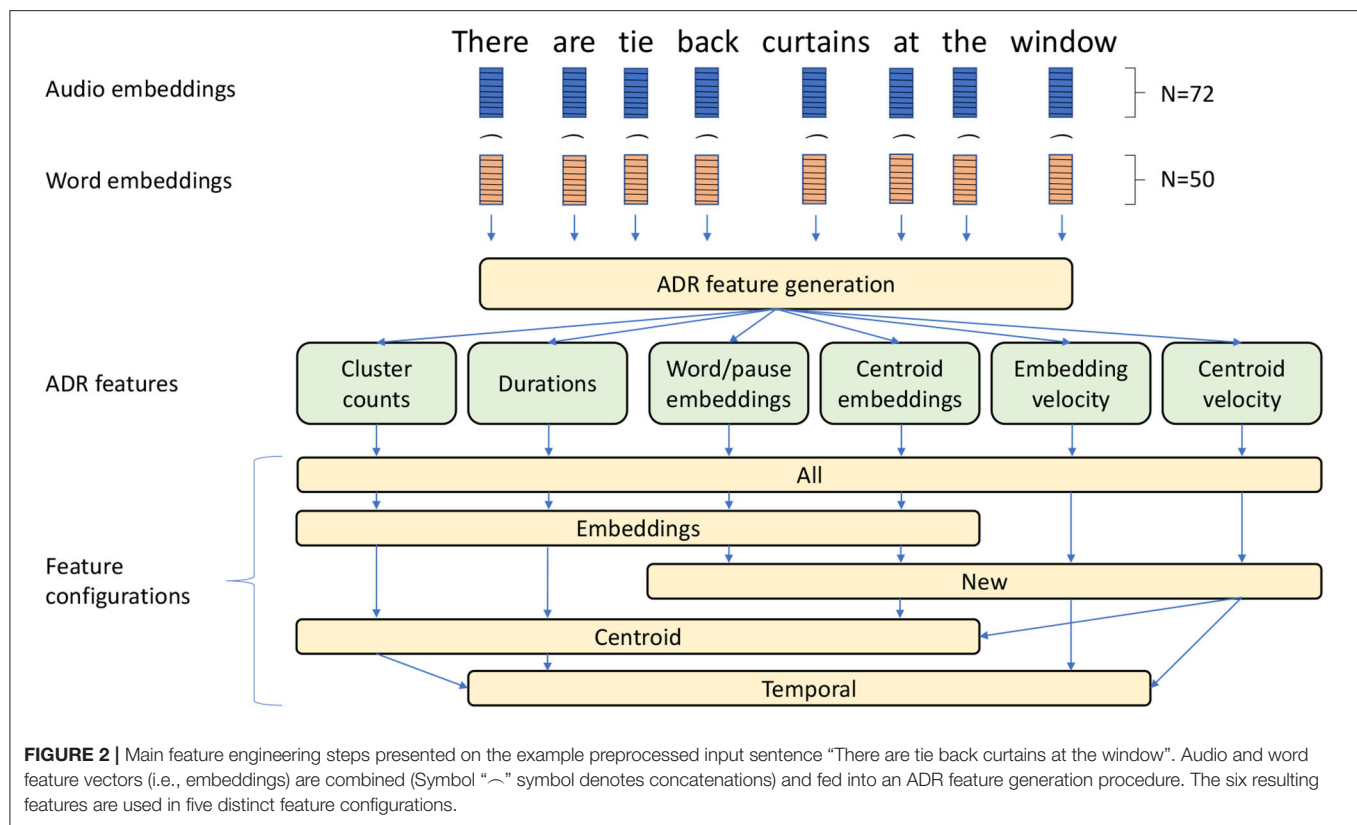 There are tie back curtains at the window
Audio embeddings
N=72
Word embeddings
N=50
ADR feature generation
ADR features
Cluster
counts
Durations
Word/pause
embeddings
Centroid
embeddings
Embedding
velocity
Centroid
velocity
All
Embeddings
Feature
configurations
New
Centroid
Temporal
FIGURE 2 | Main feature engineering steps presented on the example preprocessed input sentence “There are tie back curtains at the window”. Audio and word
feature vectors (i.e., embeddings) are combined (Symbol “⌢” symbol denotes concatenations) and fed into an ADR feature generation procedure. The six resulting
features are used in five distinct feature configurations.